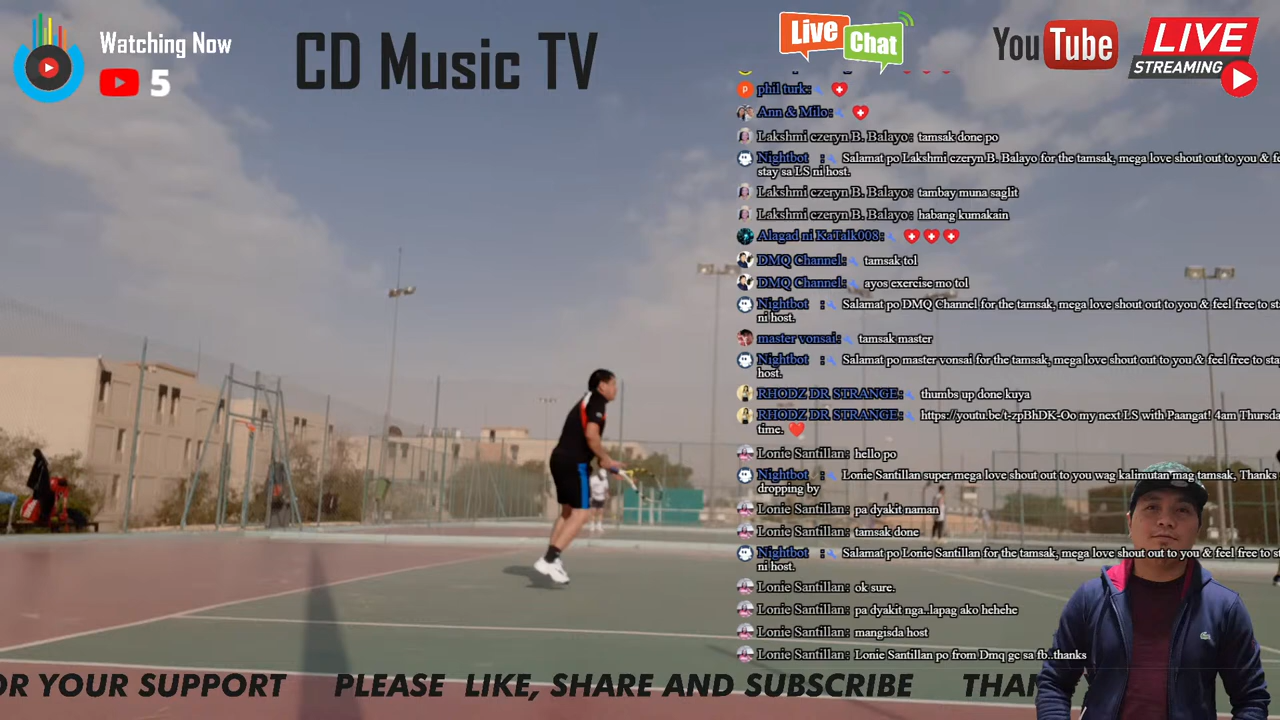 Watching Now
5
CD Music TV
Live Chat
YouTube
LIVE
STREAMING
phil turk:
Ann & Milo:
Lakshmi czeryn B. Balayo: tamsak done po
Nightbot : Salamat po Lakshmi czeryn B. Balayo for the tamsak, mega love shout out to you &
stay sa LS ni host.
Lakshmi czeryn B. Balayo: tambay muna saglit
Lakshmi czeryn B. Balayo: habang kumakain
Alagad ni KaTalk008:
DMQ Channel: tamsak tol
DMQ Channel: ayos exercise mo tol
Nightbot : Salamat po DMQ Channel for the tamsak, mega love shout out to you & feel free to
ni host.
master vonsai: tamsak master
Nightbot : Salamat po master vonsai for the tamsak, mega love shout out to you & feel free to
host.
RHODZ DR STRANGE: thumbs up done kuya
RHODZ DR STRANGE: https://youtu.be/t-zpBhDK-Oo my next LS with Paangat! 4am Thursda
time.
Lonie Santillan: hello po
Nightbot : Lonie Santillan super mega love shout out to you wag kalimutan mag tamsak, Thanks
dropping by
Lonie Santillan: pa dyakit naman
Lonie Santillan: tamsak done
Nightbot : Salamat po Lonie Santillan for the tamsak, mega love shout out to you & feel free to
ni host.
Lonie Santillan: ok sure.
Lonie Santillan: pa dyakit nga..lapag ako hehehe
Lonie Santillan: mangisda host
Lonie Santillan: Lonie Santillan po from Dmq gc sa fb..thanks
OR YOUR SUPPORT PLEASE LIKE, SHARE AND SUBSCRIBE THAN